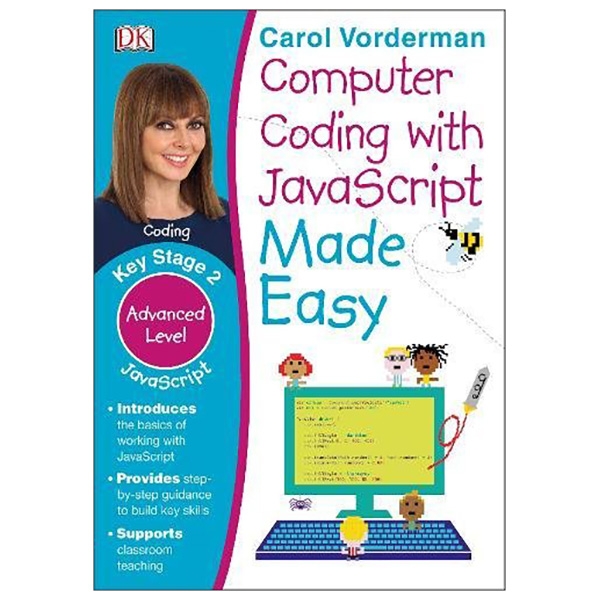 DK
Carol Vorderman
Computer
Coding with
JavaScript
Made
Easy
Coding
Key Stage 2
Advanced
Level
JavaScript
• Introduces
the basics of
working with
JavaScript
• Provides step-
by-step guidance
to build key skills
• Supports
classroom
teaching